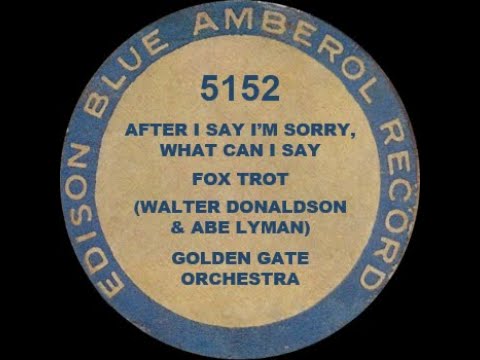 EDISON BLUE AMBEROL RECORD
5152
AFTER I SAY I'M SORRY,
WHAT CAN I SAY
FOX TROT
(WALTER DONALDSON
& ABE LYMAN)
GOLDEN GATE
ORCHESTRA